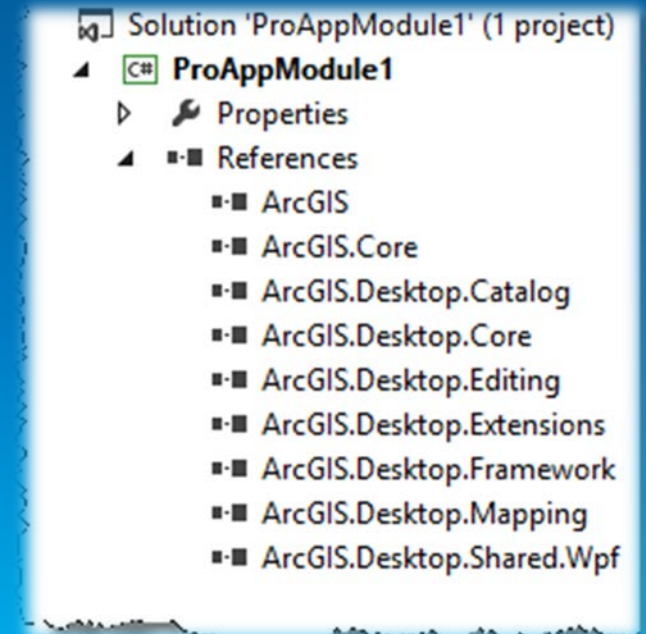 Solution 'ProAppModule1' (1 project)
C# ProAppModule1
Properties
References
ArcGIS
ArcGIS.Core
ArcGIS.Desktop.Catalog
ArcGIS.Desktop.Core
ArcGIS.Desktop.Editing
ArcGIS.Desktop.Extensions
ArcGIS.Desktop.Framework
ArcGIS.Desktop.Mapping
ArcGIS.Desktop.Shared.Wpf